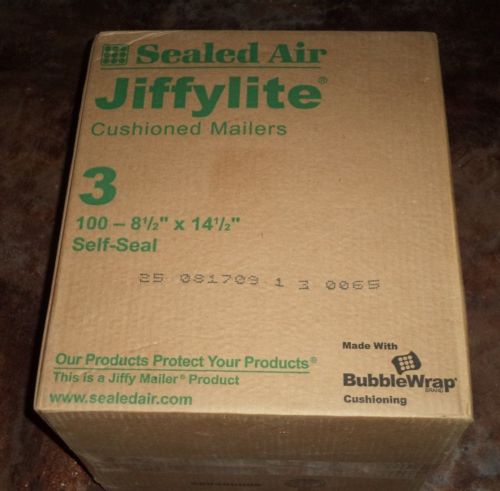 Sealed Air
Jiffylite®
Cushioned Mailers
3
100 – 8½" x 14½"
Self-Seal
25 081709 1 3 0065
Made With
BubbleWrap®
BRAND
Cushioning
Our Products Protect Your Products®
This is a Jiffy Mailer® Product
www.sealedair.com